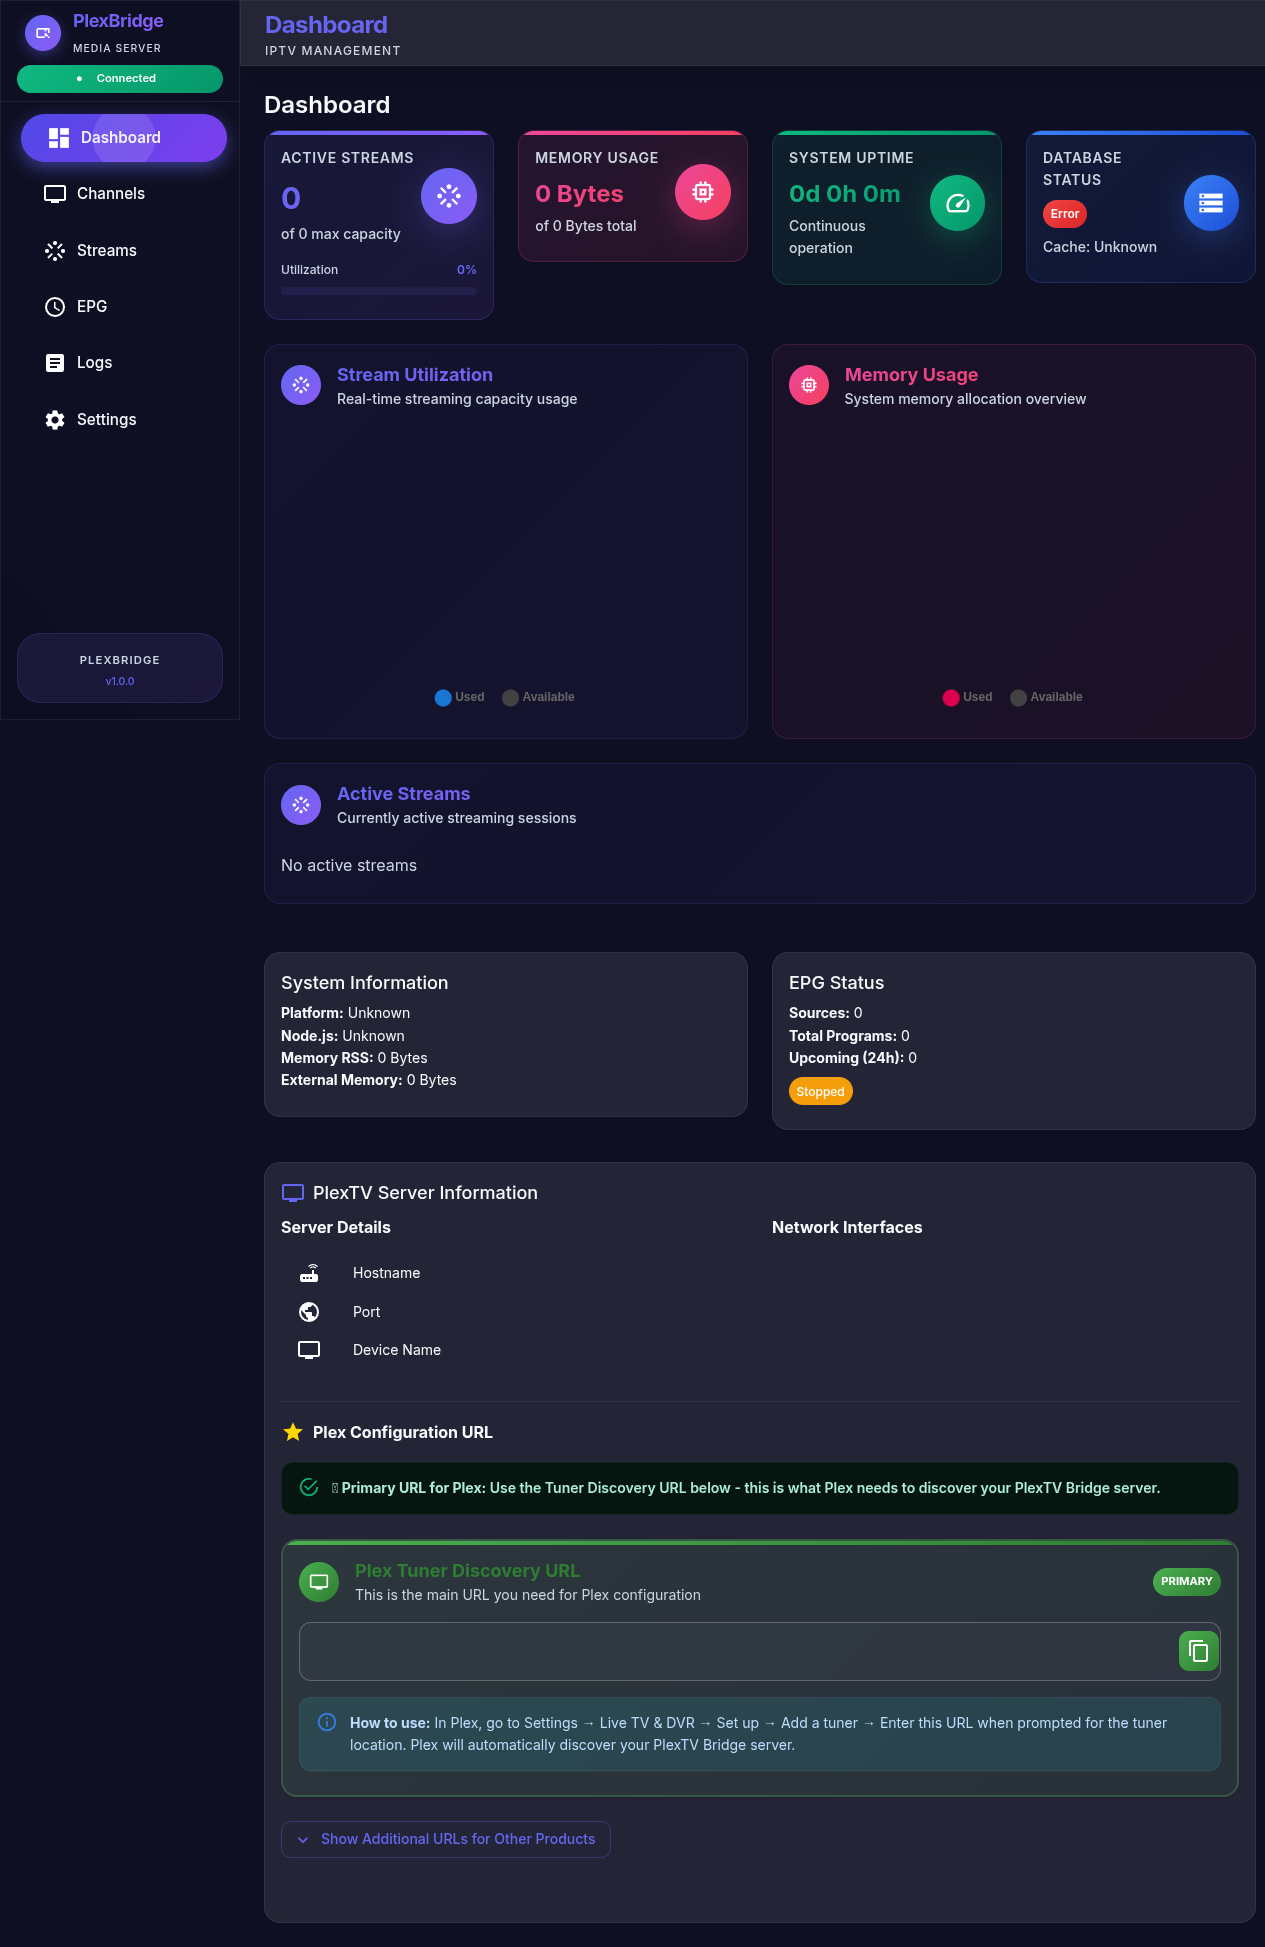 PlexBridge
MEDIA SERVER
Connected
Dashboard
Channels
Streams
EPG
Logs
Settings
PLEXBRIDGE
v1.0.0
Dashboard
IPTV MANAGEMENT
Dashboard
ACTIVE STREAMS
0
of 0 max capacity
Utilization 0%
MEMORY USAGE
0 Bytes
of 0 Bytes total
SYSTEM UPTIME
0d 0h 0m
Continuous
operation
DATABASE
STATUS
Error
Cache: Unknown
Stream Utilization
Real-time streaming capacity usage
Used Available
Memory Usage
System memory allocation overview
Used Available
Active Streams
Currently active streaming sessions
No active streams
System Information
Platform: Unknown
Node.js: Unknown
Memory RSS: 0 Bytes
External Memory: 0 Bytes
EPG Status
Sources: 0
Total Programs: 0
Upcoming (24h): 0
Stopped
PlexTV Server Information
Server Details
Hostname
Port
Device Name
Network Interfaces
Plex Configuration URL
Primary URL for Plex: Use the Tuner Discovery URL below - this is what Plex needs to discover your PlexTV Bridge server.
Plex Tuner Discovery URL
This is the main URL you need for Plex configuration
PRIMARY
How to use: In Plex, go to Settings → Live TV & DVR → Set up → Add a tuner → Enter this URL when prompted for the tuner
location. Plex will automatically discover your PlexTV Bridge server.
Show Additional URLs for Other Products